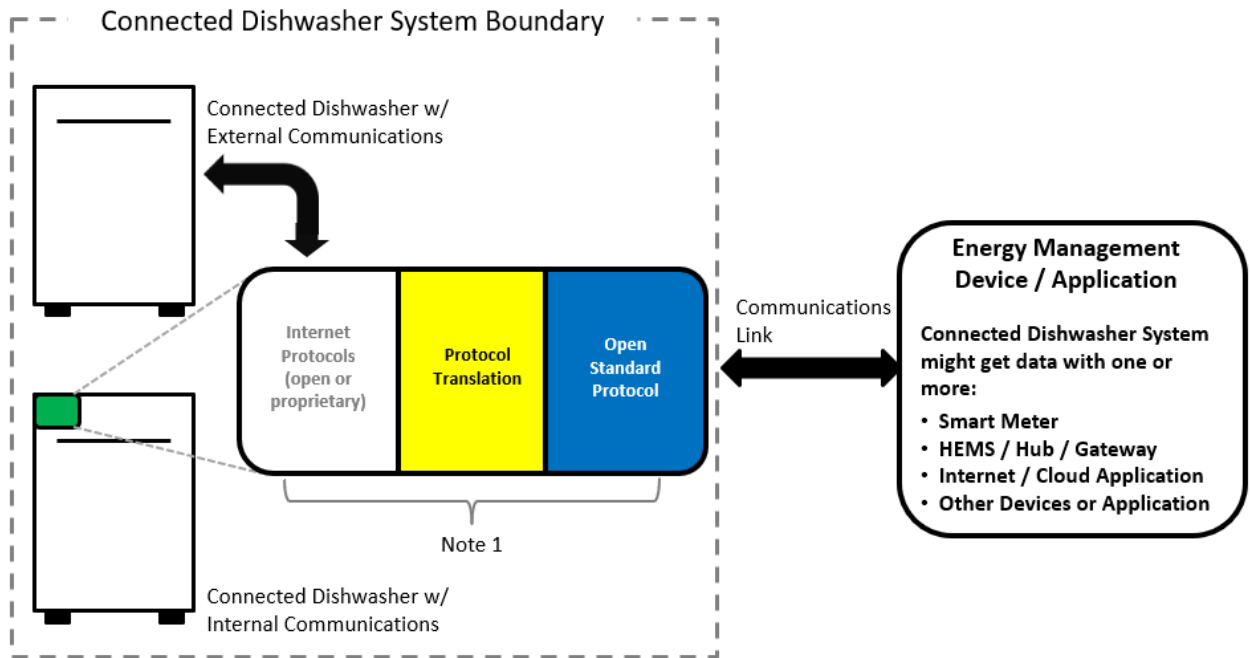 Connected Dishwasher System Boundary
Connected Dishwasher w/
External Communications
Internet
Protocols
(open or
proprietary)
Protocol
Translation
Open
Standard
Protocol
Note 1
Connected Dishwasher w/
Internal Communications
Communications
Link
Energy Management
Device / Application
Connected Dishwasher System
might get data with one or
more:
• Smart Meter
• HEMS / Hub / Gateway
• Internet / Cloud Application
• Other Devices or Application